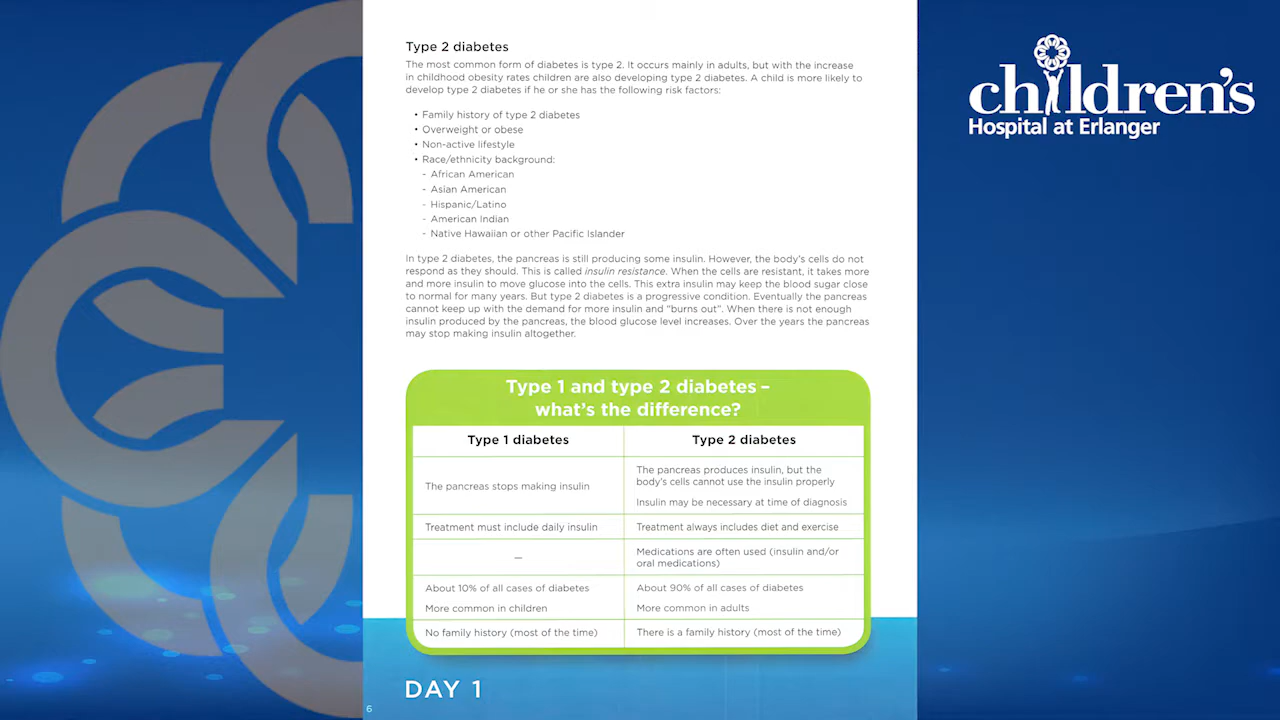 Type 2 diabetes
The most common form of diabetes is type 2. It occurs mainly in adults, but with the increase
in childhood obesity rates children are also developing type 2 diabetes. A child is more likely to
develop type 2 diabetes if he or she has the following risk factors:
• Family history of type 2 diabetes
• Overweight or obese
• Non-active lifestyle
• Race/ethnicity background:
- African American
- Asian American
- Hispanic/Latino
- American Indian
- Native Hawaiian or other Pacific Islander
In type 2 diabetes, the pancreas is still producing some insulin. However, the body's cells do not
respond as they should. This is called insulin resistance. When the cells are resistant, it takes more
and more insulin to move glucose into the cells. This extra insulin may keep the blood sugar close
to normal for many years. But type 2 diabetes is a progressive condition. Eventually the pancreas
cannot keep up with the demand for more insulin and "burns out". When there is not enough
insulin produced by the pancreas, the blood glucose level increases. Over the years the pancreas
may stop making insulin altogether.
Type 1 and type 2 diabetes –
what's the difference?
Type 1 diabetes
Type 2 diabetes
The pancreas stops making insulin
The pancreas produces insulin, but the
body's cells cannot use the insulin properly
Insulin may be necessary at time of diagnosis
Treatment must include daily insulin
Treatment always includes diet and exercise
—
Medications are often used (insulin and/or
oral medications)
About 10% of all cases of diabetes
More common in children
About 90% of all cases of diabetes
More common in adults
No family history (most of the time)
There is a family history (most of the time)
DAY 1
6
children's
Hospital at Erlanger